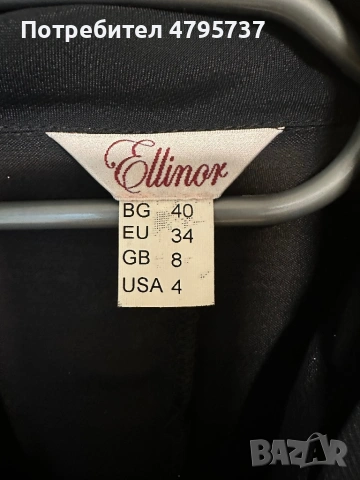 Потребител 4795737
Ellinor
BG 40
EU 34
GB 8
USA 4
BAZAR